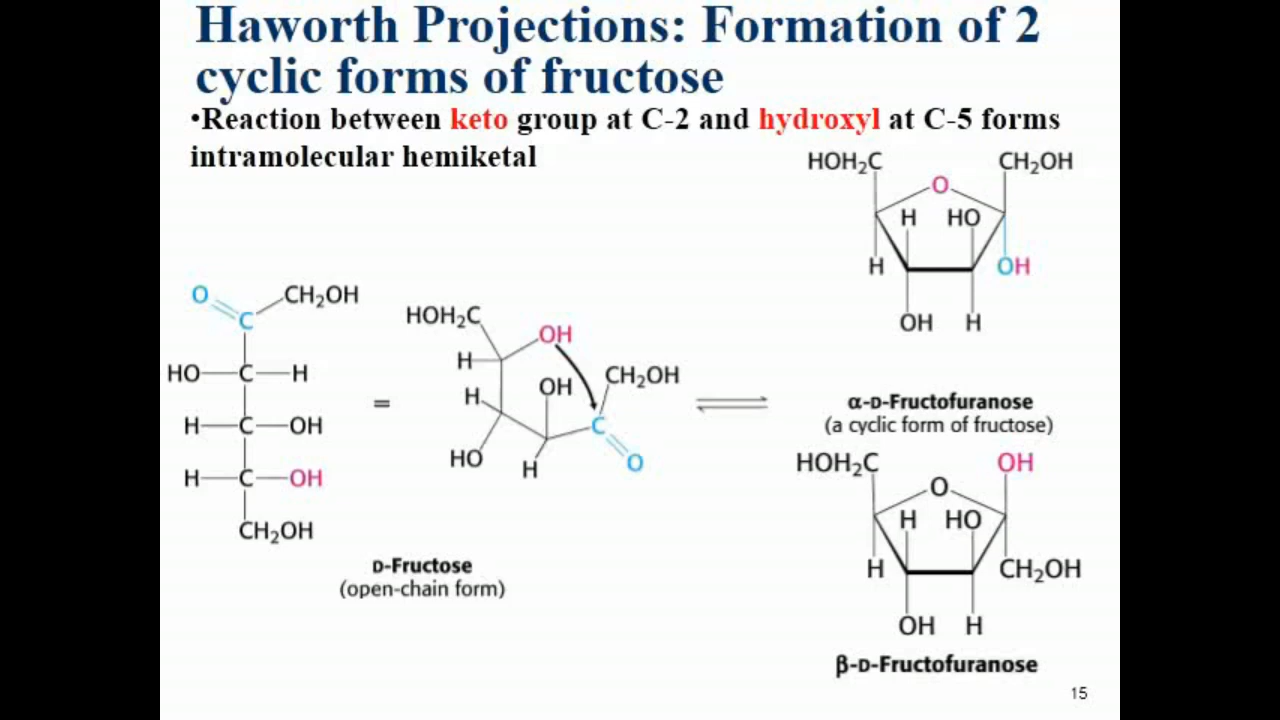 Haworth Projections: Formation of 2
cyclic forms of fructose
•Reaction between keto group at C-2 and hydroxyl at C-5 forms
intramolecular hemiketal
O
CH₂OH
C
HO—C—H
H—C—OH
H—C—OH
CH₂OH
=
HOH₂C
OH
H
OH
CH₂OH
H
C
HO
H
O
D-Fructose
(open-chain form)
HOH₂C
CH₂OH
O
H
HO
H
OH
OH
H
α-D-Fructofuranose
(a cyclic form of fructose)
HOH₂C
OH
O
H
HO
H
CH₂OH
OH
H
β-D-Fructofuranose
15